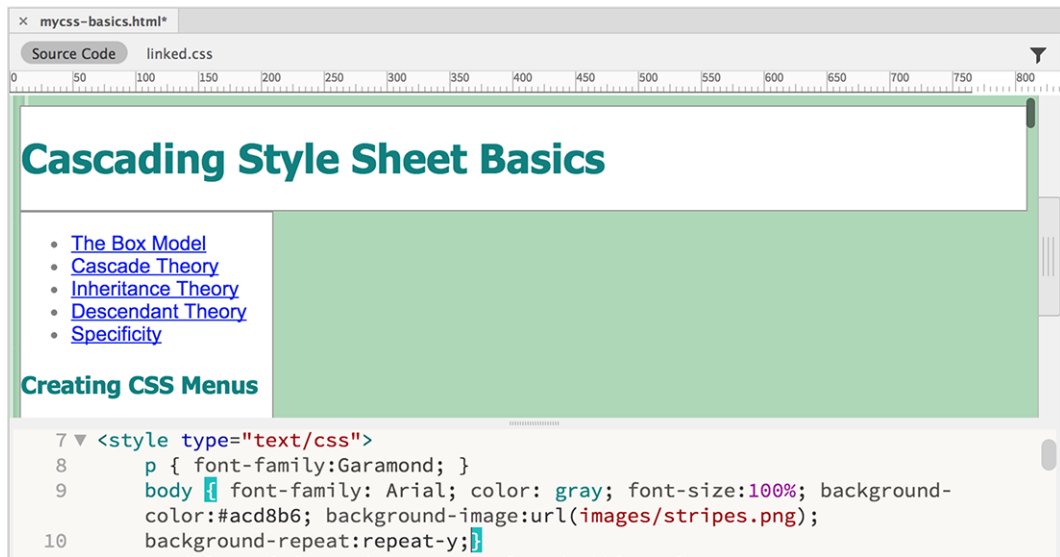 × mycss-basics.html*
Source Code linked.css
0 50 100 150 200 250 300 350 400 450 500 550 600 650 700 750 800
Cascading Style Sheet Basics
• The Box Model
• Cascade Theory
• Inheritance Theory
• Descendant Theory
• Specificity
Creating CSS Menus
7 ▼ <style type="text/css">
8 p { font-family:Garamond; }
9 body { font-family: Arial; color: gray; font-size:100%; background-
color:#acd8b6; background-image:url(images/stripes.png);
10 background-repeat:repeat-y;}